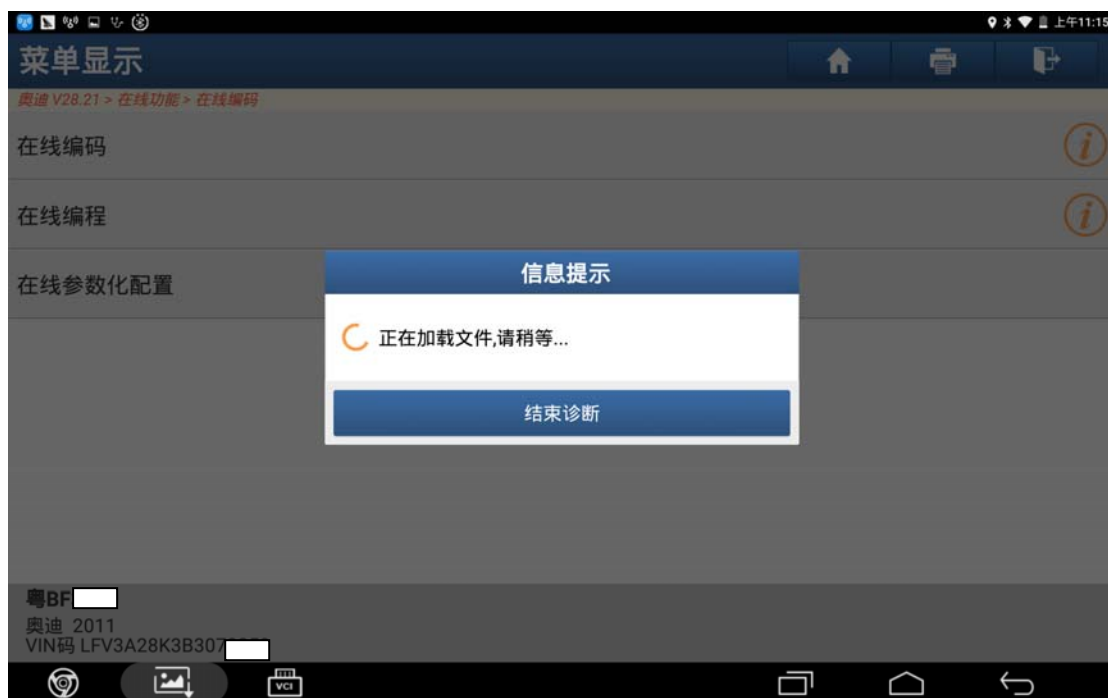 上午11:15
菜单显示
奥迪 V28.21 > 在线功能 > 在线编码
在线编码
i
在线编程
i
在线参数化配置
信息提示
正在加载文件,请稍等...
结束诊断
粤BF
奥迪 2011
VIN码 LFV3A28K3B307
VCI